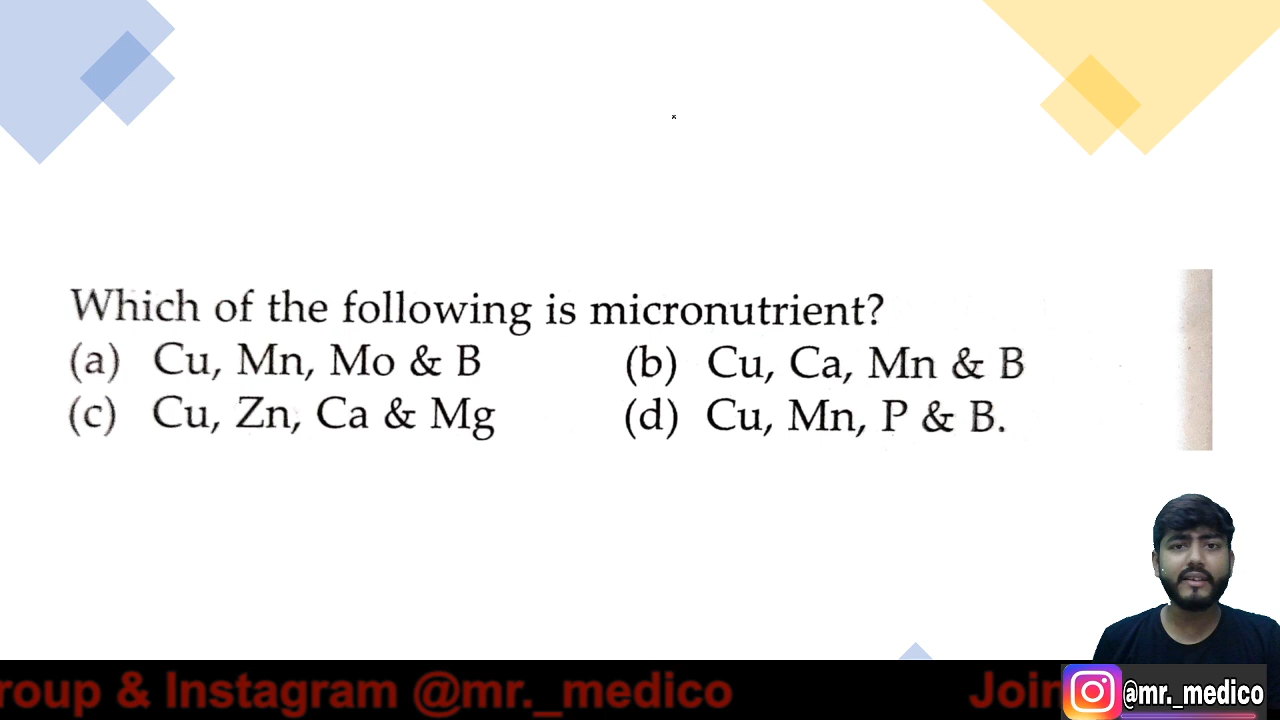 Which of the following is micronutrient?
(a) Cu, Mn, Mo & B (b) Cu, Ca, Mn & B
(c) Cu, Zn, Ca & Mg (d) Cu, Mn, P & B.
roup & Instagram @mr._medico Join
@mr._medico